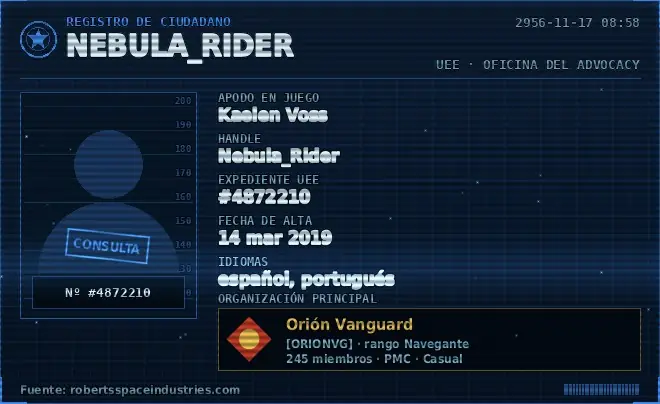 REGISTRO DE CIUDADANO
NEBULA_RIDER
2956-11-17 08:58
UEE · OFICINA DEL ADVOCACY
200
190
180
170
160
150
140
CONSULTA
Nº #4872210
APODO EN JUEGO
Kaelen Voss
HANDLE
Nebula_Rider
EXPEDIENTE UEE
#4872210
FECHA DE ALTA
14 mar 2019
IDIOMAS
español, portugués
ORGANIZACIÓN PRINCIPAL
Orión Vanguard
[ORIONVG] · rango Navegante
245 miembros · PMC · Casual
Fuente: robertsspaceindustries.com